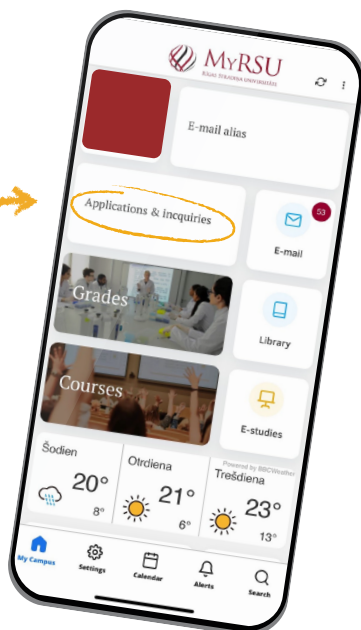 MyRSU
RĪGAS STRADIŅA UNIVERSITĀTE
E-mail alias
Applications & incquiries
53
E-mail
Grades
Library
Courses
E-studies
Powered by BBCWeather
Šodien
20°
8°
Otrdiena
21°
6°
Trešdiena
23°
13°
My Campus
Settings
Calendar
Alerts
Search